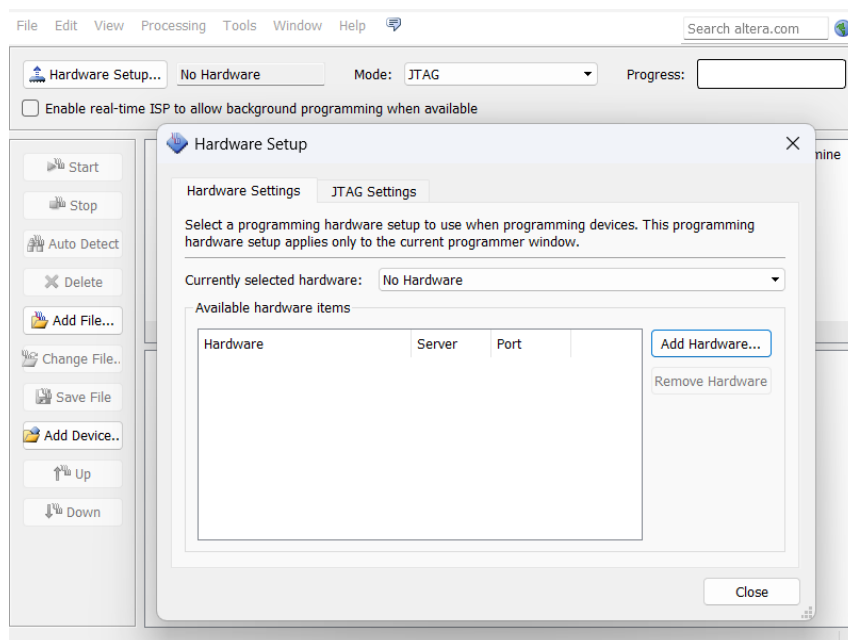 File Edit View Processing Tools Window Help
Search altera.com
Hardware Setup... No Hardware Mode: JTAG Progress:
Enable real-time ISP to allow background programming when available
Hardware Setup
Hardware Settings JTAG Settings
Select a programming hardware setup to use when programming devices. This programming
hardware setup applies only to the current programmer window.
Currently selected hardware: No Hardware
Available hardware items
Hardware Server Port
Add Hardware...
Remove Hardware
Close
Start
Stop
Auto Detect
Delete
Add File...
Change File..
Save File
Add Device..
Up
Down
mine